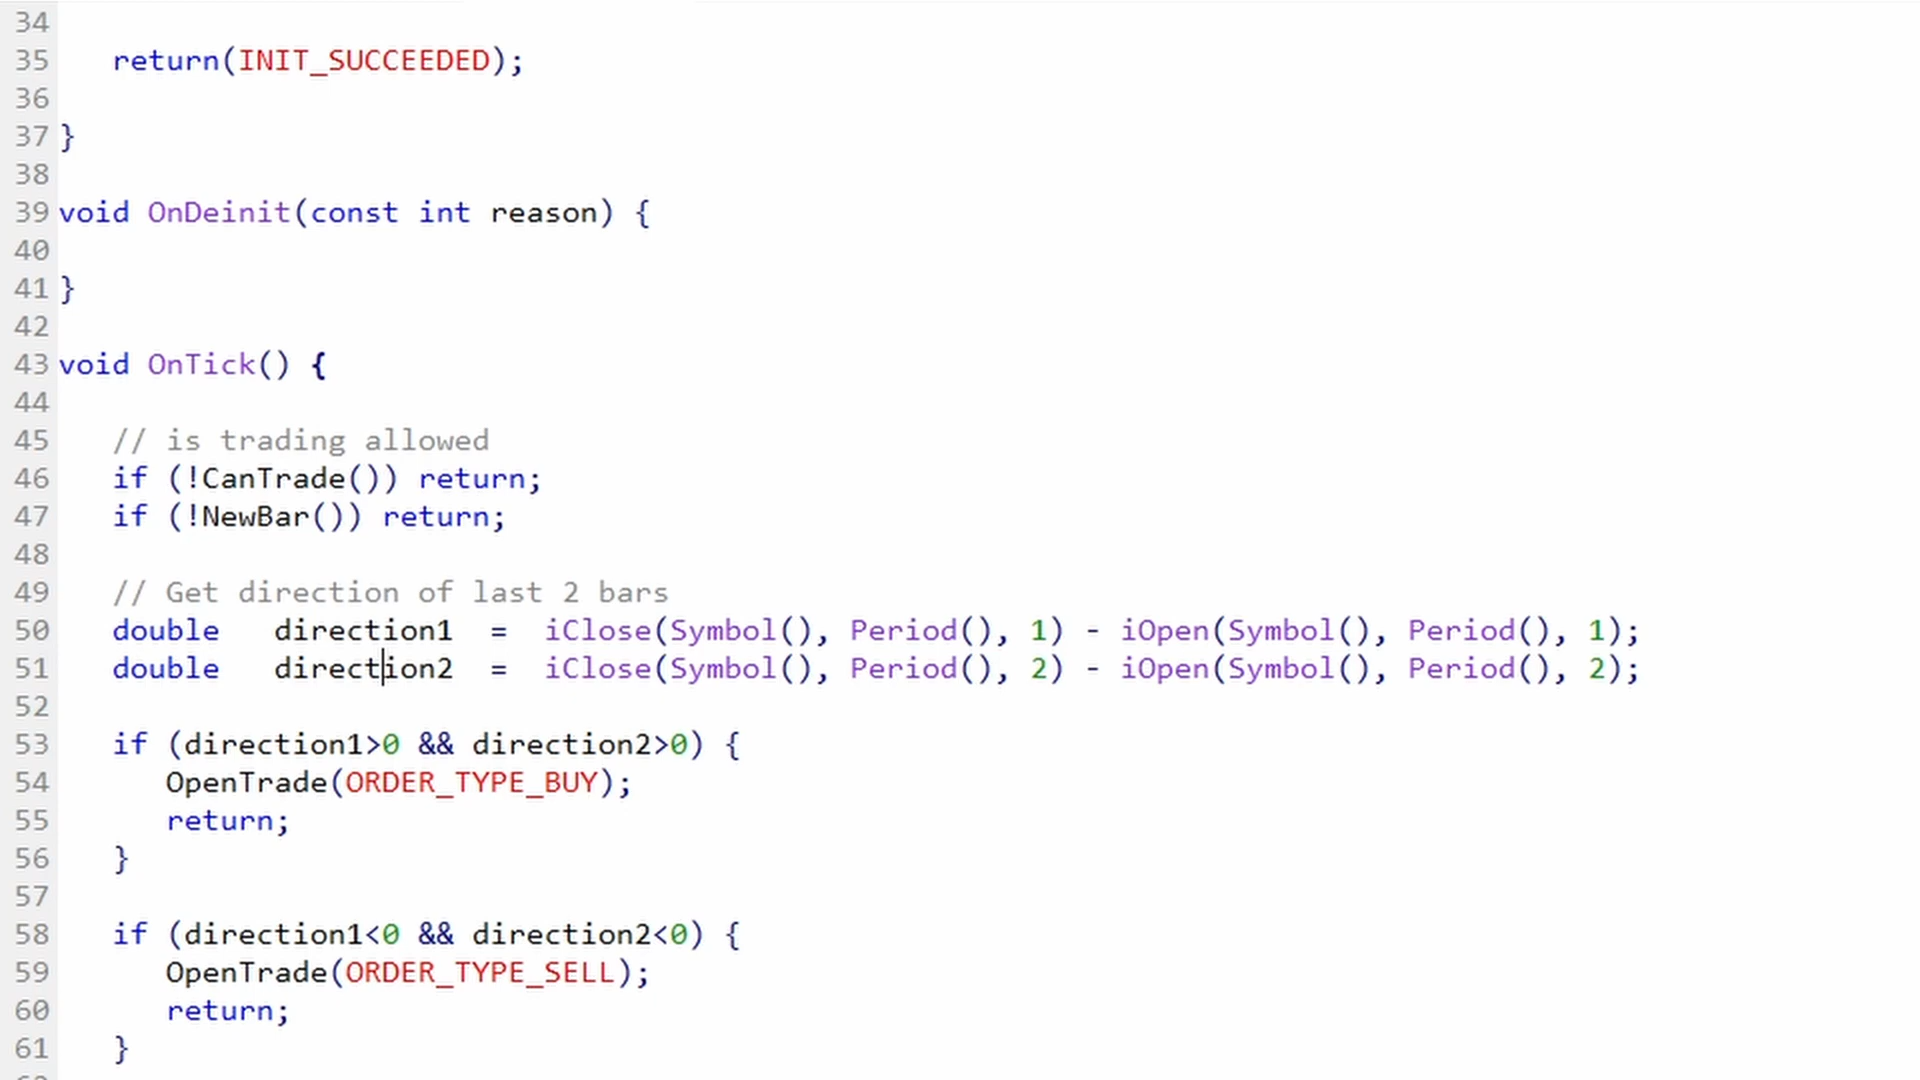 34
35 return(INIT_SUCCEEDED);
36
37 }
38
39 void OnDeinit(const int reason) {
40
41 }
42
43 void OnTick() {
44
45 // is trading allowed
46 if (!CanTrade()) return;
47 if (!NewBar()) return;
48
49 // Get direction of last 2 bars
50 double direction1 = iClose(Symbol(), Period(), 1) - iOpen(Symbol(), Period(), 1);
51 double direction2 = iClose(Symbol(), Period(), 2) - iOpen(Symbol(), Period(), 2);
52
53 if (direction1>0 && direction2>0) {
54 OpenTrade(ORDER_TYPE_BUY);
55 return;
56 }
57
58 if (direction1<0 && direction2<0) {
59 OpenTrade(ORDER_TYPE_SELL);
60 return;
61 }